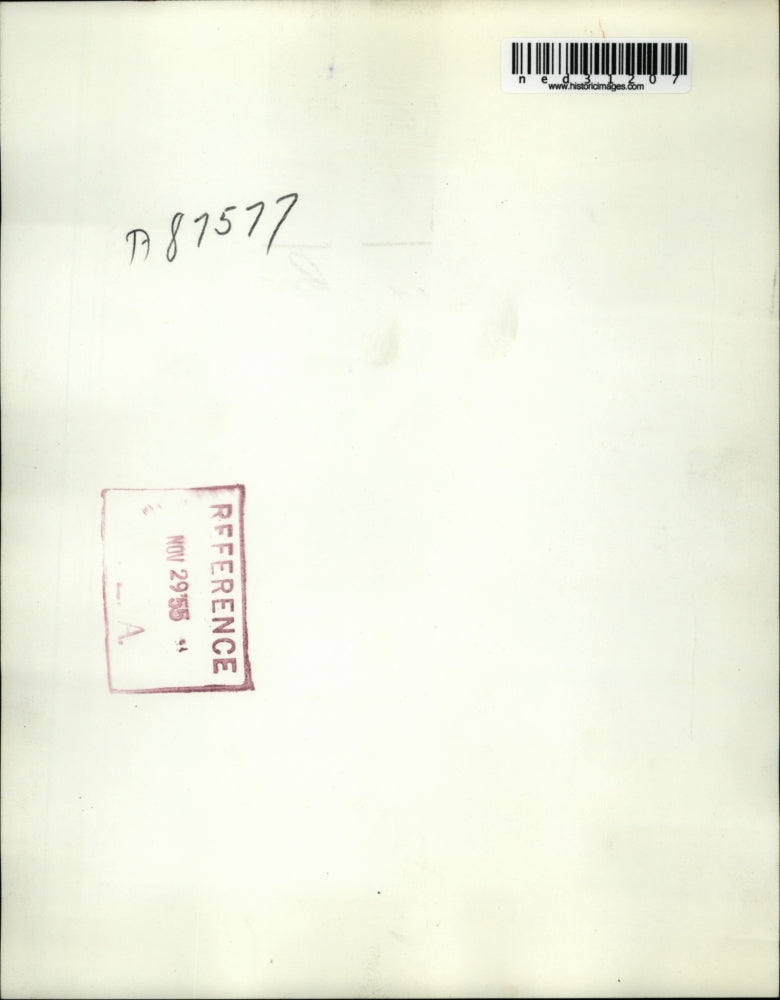 ned31207
www.historicimages.com
A87577
REFERENCE
NOV 29'55
A.